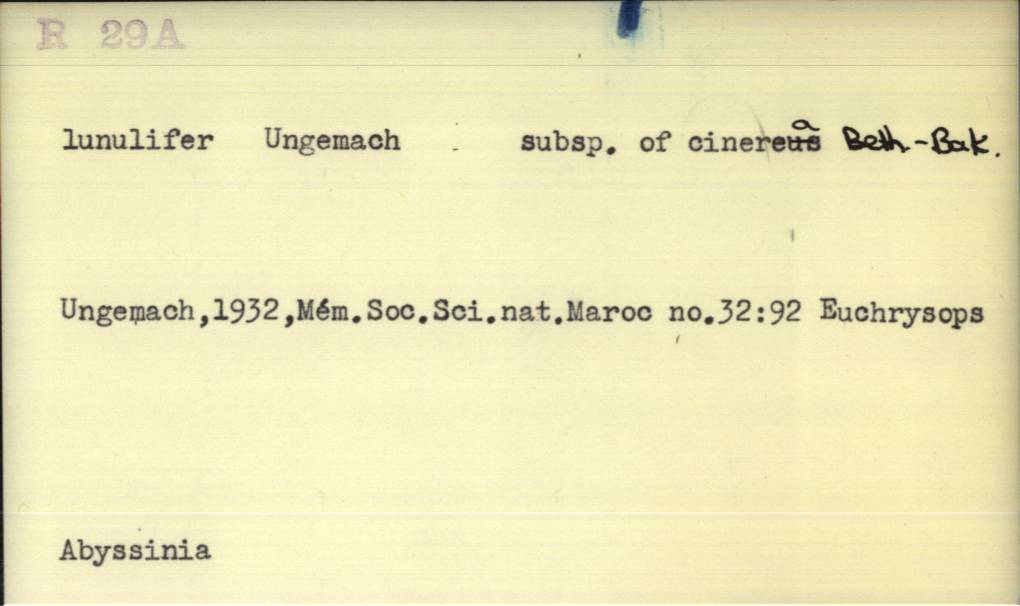 R 29A
lunulifer Ungemach subsp. of cinerea Beth-Bak.
Ungemach,1932,Mém.Soc.Sci.nat.Maroc no.32:92 Euchrysops
Abyssinia